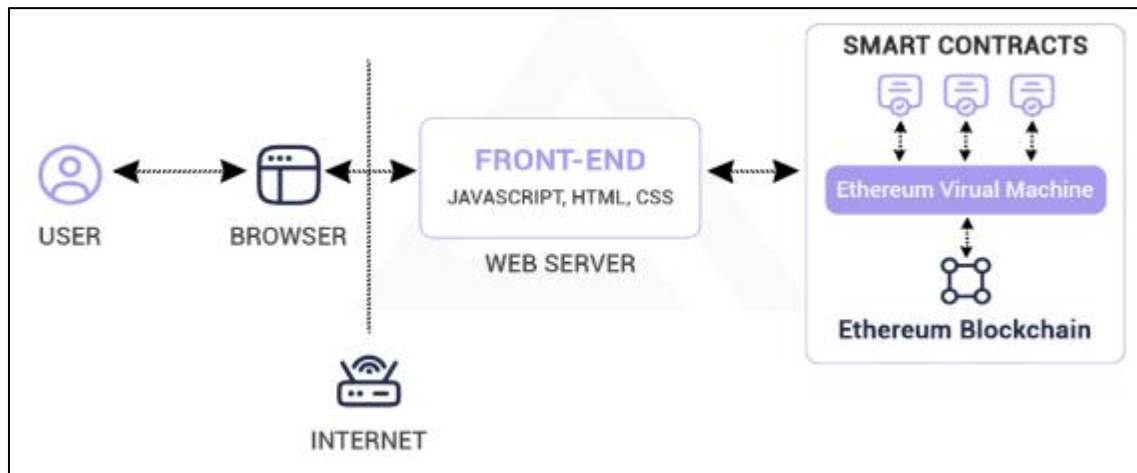 SMART CONTRACTS
FRONT-END
JAVASCRIPT, HTML, CSS
Ethereum Virual Machine
USER
BROWSER
WEB SERVER
Ethereum Blockchain
INTERNET